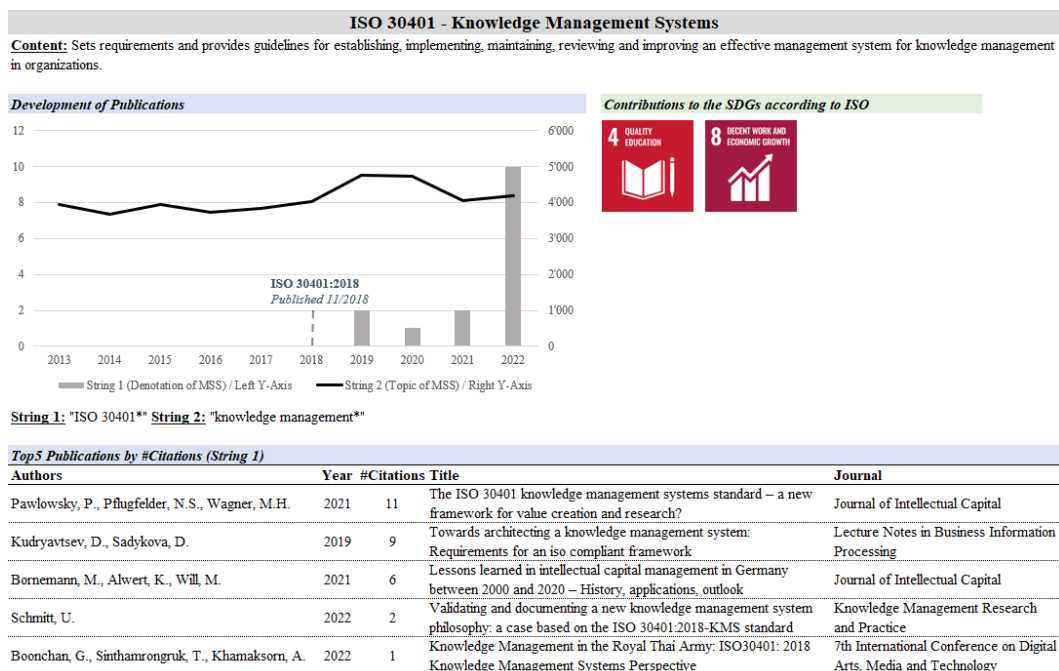 ISO 30401 - Knowledge Management Systems
Content: Sets requirements and provides guidelines for establishing, implementing, maintaining, reviewing and improving an effective management system for knowledge management
in organizations.
Development of Publications
12
10
8
6
4
2
0
6'000
5'000
4'000
3'000
2'000
1'000
0
ISO 30401:2018
Published 11/2018
2013 2014 2015 2016 2017 2018 2019 2020 2021 2022
String 1 (Denotation of MSS) / Left Y-Axis
String 2 (Topic of MSS) / Right Y-Axis
Contributions to the SDGs according to ISO
4 QUALITY
EDUCATION
8 DECENT WORK AND
ECONOMIC GROWTH
String 1: "ISO 30401*" String 2: "knowledge management*"
Top5 Publications by #Citations (String 1)
Authors Year #Citations Title Journal
Pawlowsky, P., Pflugfelder, N.S., Wagner, M.H. 2021 11 The ISO 30401 knowledge management systems standard – a new
framework for value creation and research? Journal of Intellectual Capital
Kudryavtsev, D., Sadykova, D. 2019 9 Towards architecting a knowledge management system:
Requirements for an iso compliant framework Lecture Notes in Business Information
Processing
Bornemann, M., Alwert, K., Will, M. 2021 6 Lessons learned in intellectual capital management in Germany
between 2000 and 2020 – History, applications, outlook Journal of Intellectual Capital
Schmitt, U. 2022 2 Validating and documenting a new knowledge management system
philosophy: a case based on the ISO 30401:2018-KMS standard Knowledge Management Research
and Practice
Boonchan, G., Sinthamrongruk, T., Khamaksorn, A. 2022 1 Knowledge Management in the Royal Thai Army: ISO30401: 2018
Knowledge Management Systems Perspective 7th International Conference on Digital
Arts, Media and Technology